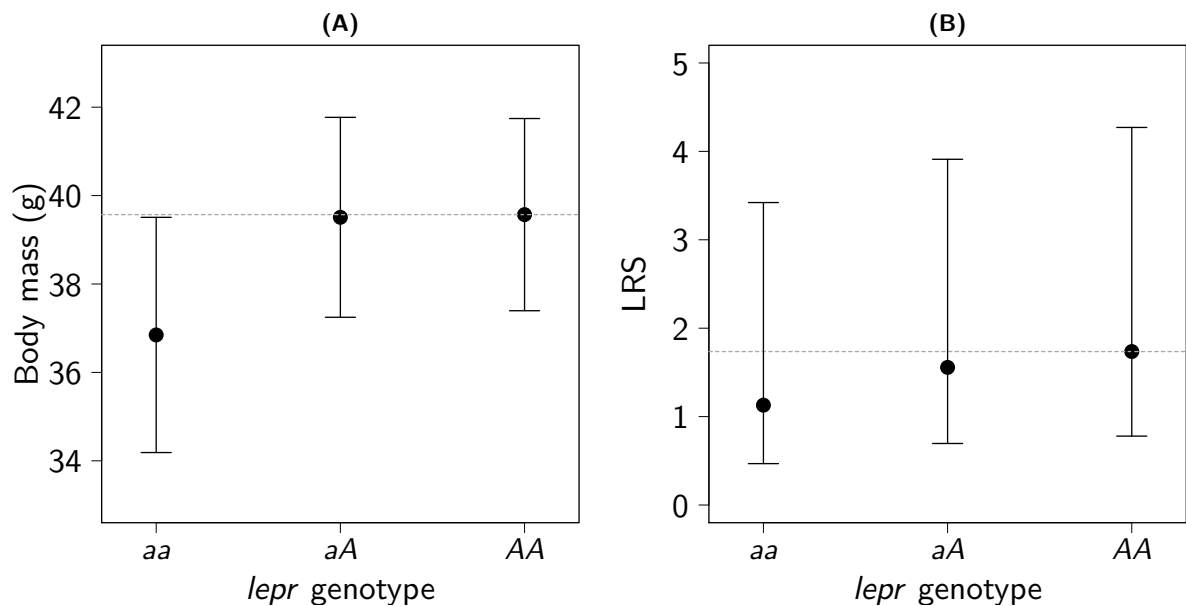 (A)
Body mass (g)
42
40
38
36
34
aa aA AA
lepr genotype
(B)
LRS
5
4
3
2
1
0
aa aA AA
lepr genotype